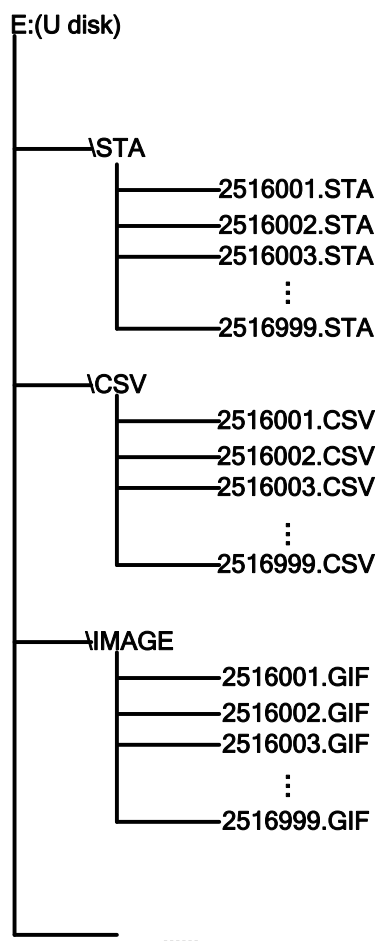 E:(U disk)
\STA
2516001.STA
2516002.STA
2516003.STA
⋮
2516999.STA
\CSV
2516001.CSV
2516002.CSV
2516003.CSV
⋮
2516999.CSV
\IMAGE
2516001.GIF
2516002.GIF
2516003.GIF
⋮
2516999.GIF
......